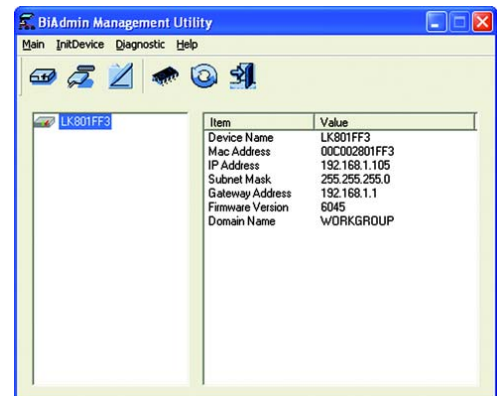 BiAdmin Management Utility
Main InitDevice Diagnostic Help
LK801FF3
Item Value
Device Name LK801FF3
Mac Address 00C002801FF3
IP Address 192.168.1.105
Subnet Mask 255.255.255.0
Gateway Address 192.168.1.1
Firmware Version 6045
Domain Name WORKGROUP